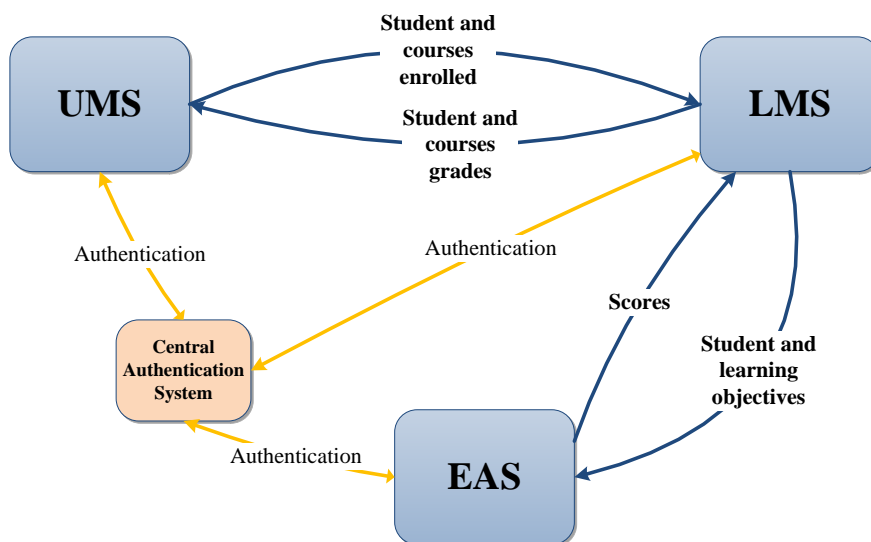 Student and
courses
enrolled
UMS
LMS
Student and
courses
grades
Authentication
Authentication
Scores
Central
Authentication
System
Student and
learning
objectives
Authentication
EAS